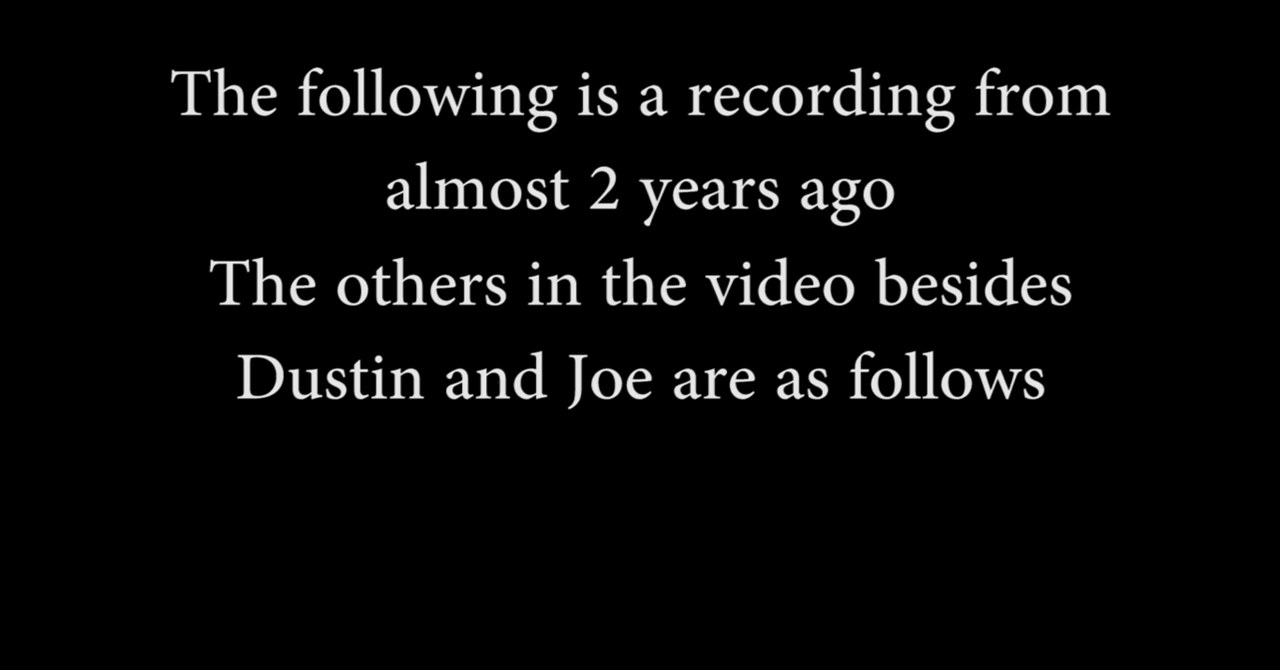 The following is a recording from
almost 2 years ago
The others in the video besides
Dustin and Joe are as follows